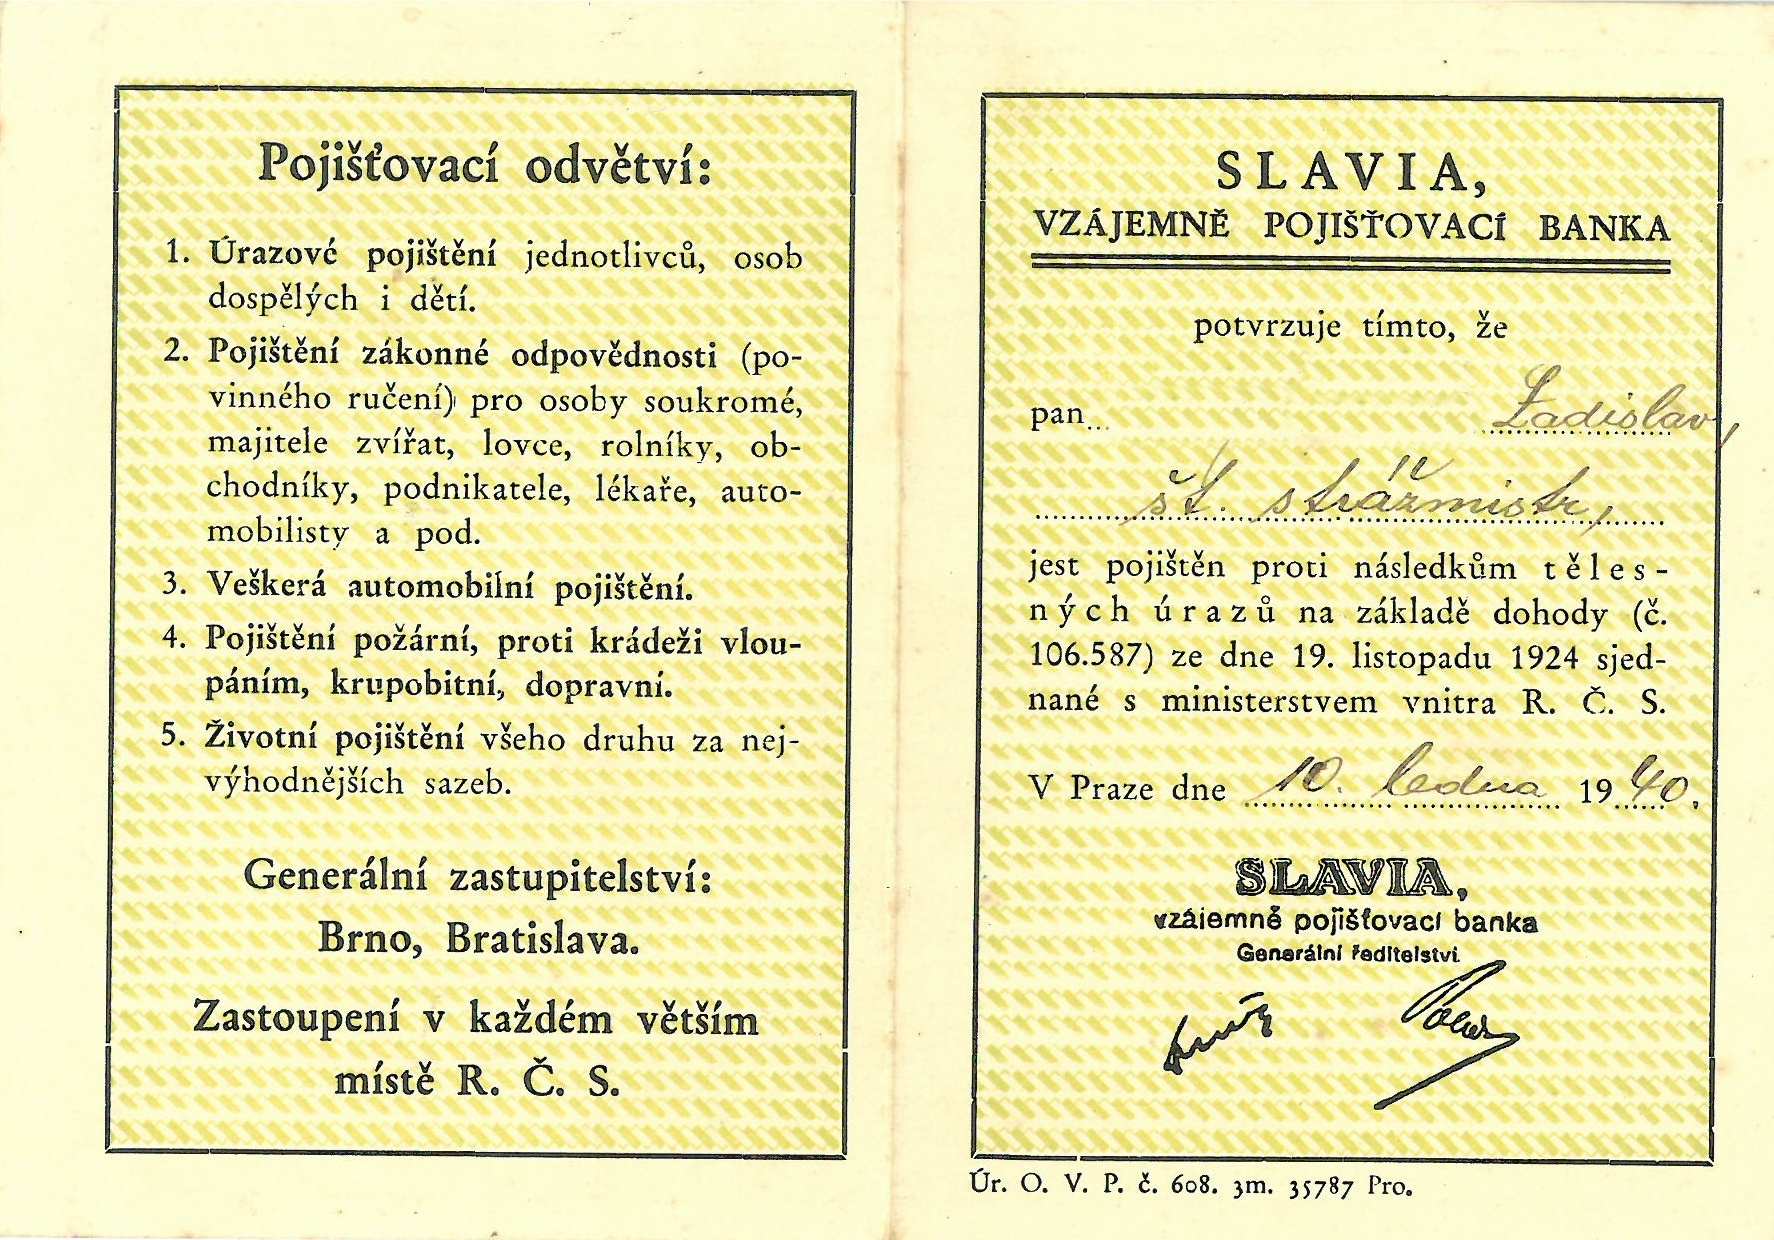 Pojišťovací odvětví:
1. Úrazové pojištění jednotlivců, osob
dospělých i dětí.
2. Pojištění zákonné odpovědnosti (po-
vinného ručení) pro osoby soukromé,
majitele zvířat, lovce, rolníky, ob-
chodníky, podnikatele, lékaře, auto-
mobilisty a pod.
3. Veškerá automobilní pojištění.
4. Pojištění požární, proti krádeži vlou-
páním, krupobitní, dopravní.
5. Životní pojištění všeho druhu za nej-
výhodnějších sazeb.
Generální zastupitelství:
Brno, Bratislava.
Zastoupení v každém větším
místě R. Č. S.
SLAVIA,
VZÁJEMNĚ POJIŠŤOVACÍ BANKA
potvrzuje tímto, že
pan Ladislav,
št. strážmistr,
jest pojištěn proti následkům těles-
ných úrazů na základě dohody (č.
106.587) ze dne 19. listopadu 1924 sjed-
nané s ministerstvem vnitra R. Č. S.
V Praze dne 10. ledna 1940.
SLAVIA,
vzájemně pojišťovací banka
Generální ředitelství
Úr. O. V. P. č. 608. 3m. 35787 Pro.